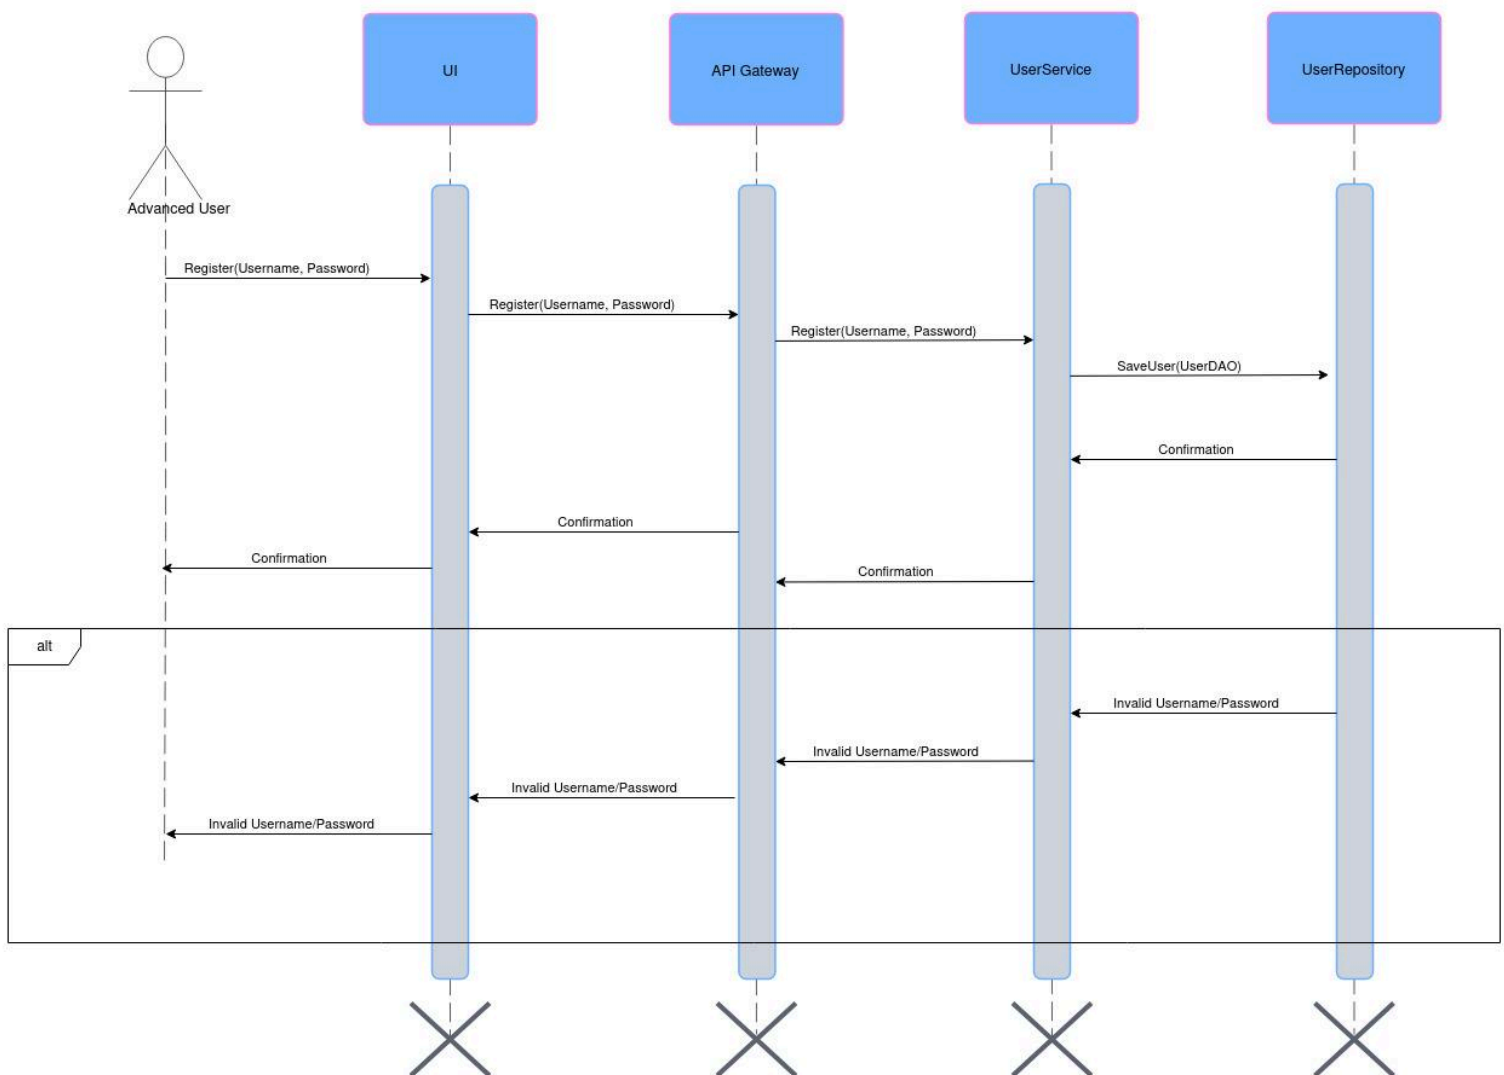 UI
API Gateway
UserService
UserRepository
Advanced User
Register(Username, Password)
Register(Username, Password)
Register(Username, Password)
SaveUser(UserDAO)
Confirmation
Confirmation
Confirmation
Confirmation
alt
Invalid Username/Password
Invalid Username/Password
Invalid Username/Password
Invalid Username/Password